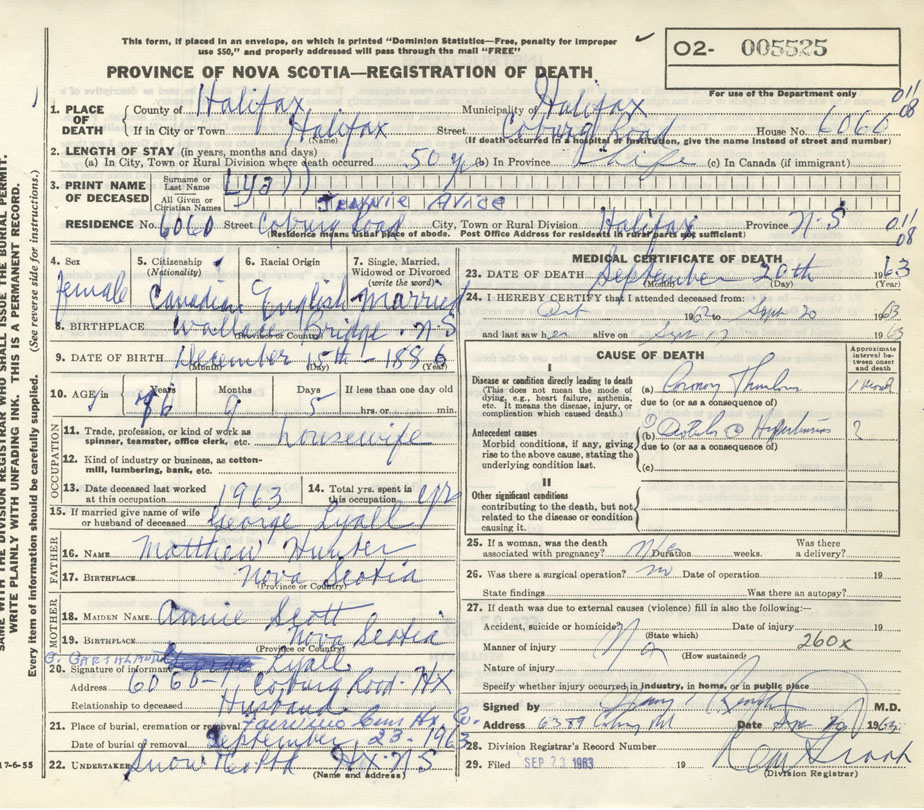 This form, if placed in an envelope, on which is printed "Dominion Statistics—Free, penalty for improper
use $50," and properly addressed will pass through the mail "FREE"
O2- 005525
PROVINCE OF NOVA SCOTIA—REGISTRATION OF DEATH
For use of the Department only
1. PLACE OF DEATH
County of Halifax Municipality of Halifax
If in City or Town Halifax Street Coburg Road House No. 6060
(Name) (If death occurred in a hospital or institution, give the name instead of street and number)
011
08
2. LENGTH OF STAY (in years, months and days)
(a) In City, Town or Rural Division where death occurred 50 yr (b) In Province Life (c) In Canada (if immigrant)
3. PRINT NAME OF DECEASED
Surname or Last Name Lyall
All Given or Christian Names Jennie Alice
RESIDENCE No. 6060 Street Coburg Road City, Town or Rural Division Halifax Province N-S
(Residence means usual place of abode. Post Office Address for residents in rural parts not sufficient)
011
08
4. Sex
female
5. Citizenship (Nationality)
Canadian
6. Racial Origin
English
7. Single, Married, Widowed or Divorced (write the word)
Married
8. BIRTHPLACE Wallace Bridge. N-S
(Province or Country)
9. DATE OF BIRTH December 15th - 1886
(Month) (Day) (Year)
10. AGE in Years Months Days If less than one day old
76 9 5 hrs. or min.
OCCUPATION
11. Trade, profession, or kind of work as spinner, teamster, office clerk, etc. housewife
12. Kind of industry or business, as cotton-mill, lumbering, bank, etc.
13. Date deceased last worked at this occupation 1963
14. Total yrs. spent in this occupation
15. If married give name of wife or husband of deceased George Lyall
FATHER
16. NAME Matthew Hunter
17. BIRTHPLACE Nova Scotia
(Province or Country)
MOTHER
18. MAIDEN NAME Annie Scott
19. BIRTHPLACE Nova Scotia
(Province or Country)
20. Signature of informant Lyall
Address 6060-1 Coburg Road. HX
Relationship to deceased Husband
21. Place of burial, cremation or removal Fairview Cem Hx Co-
Date of burial or removal September 23-1963
22. UNDERTAKER Snow & Co Ltd Hx-N-S
(Name and address)
MEDICAL CERTIFICATE OF DEATH
23. DATE OF DEATH September 20th 1963
(Month) (Day) (Year)
24. I HEREBY CERTIFY that I attended deceased from:
Oct 1962 to Sept 20 1963
and last saw her alive on Sept 1963
CAUSE OF DEATH
Approximate interval between onset and death
I
Disease or condition directly leading to death
(This does not mean the mode of dying, e.g., heart failure, asthenia, etc. It means the disease, injury, or complication which caused death.)
(a) Coronary Thrombosis
due to (or as a consequence of)
Antecedent causes
Morbid conditions, if any, giving rise to the above cause, stating the underlying condition last.
(b) Hypertension ?
due to (or as a consequence of)
(c)
II
Other significant conditions
contributing to the death, but not related to the disease or condition causing it.
25. If a woman, was the death associated with pregnancy? Duration weeks. Was there a delivery?
26. Was there a surgical operation? no Date of operation 19
State findings Was there an autopsy?
27. If death was due to external causes (violence) fill in also the following:—
Accident, suicide or homicide? Date of injury 19
(State which)
Manner of injury 260x
(How sustained)
Nature of injury
Specify whether injury occurred in industry, in home, or in public place
Signed by M.D.
Address 6389 Coburg Rd Date 20 1963
28. Division Registrar's Record Number
29. Filed SEP 23 1963 19
(Division Registrar)
SAME WITH THE DIVISION REGISTRAR WHO SHALL ISSUE THE BURIAL PERMIT.
WRITE PLAINLY WITH UNFADING INK. THIS IS A PERMANENT RECORD.
Every item of information should be carefully supplied. (See reverse side for instructions.)
17-6-55